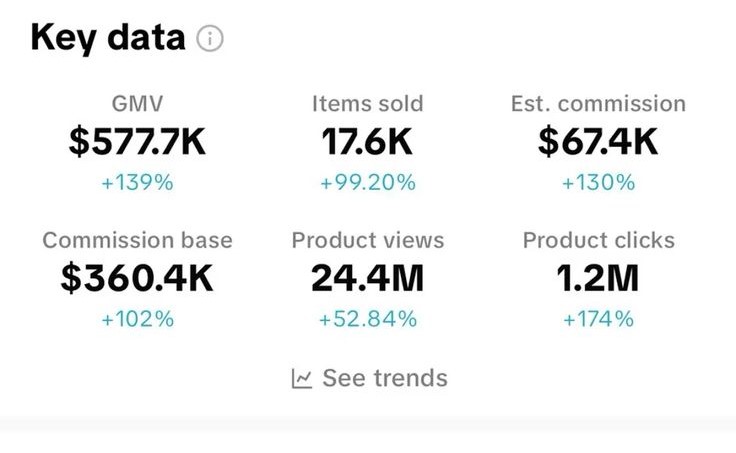 Key data
GMV Items sold Est. commission
$577.7K 17.6K $67.4K
+139% +99.20% +130%
Commission base Product views Product clicks
$360.4K 24.4M 1.2M
+102% +52.84% +174%
See trends